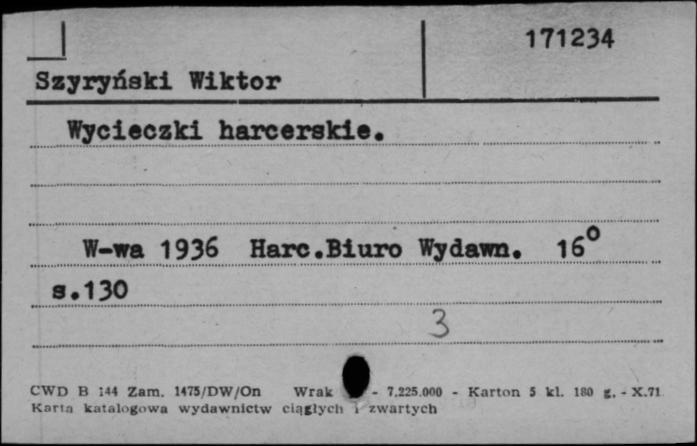 171234
Szyryński Wiktor
Wycieczki harcerskie.
W-wa 1936 Harc.Biuro Wydawn. 16°
s.130
3
CWD B 144 Zam. 1475/DW/On Wrak - 7.225.000 - Karton 5 kl. 180 g. - X.71
Karta katalogowa wydawnictw ciągłych i zwartych